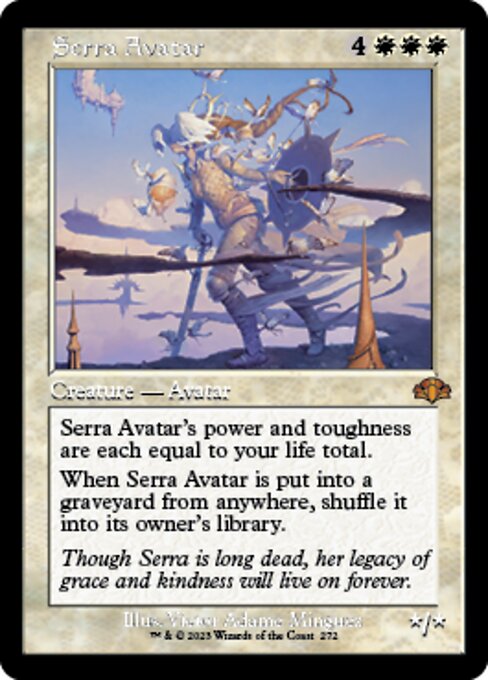 Serra Avatar 4
Creature — Avatar
Serra Avatar's power and toughness
are each equal to your life total.
When Serra Avatar is put into a
graveyard from anywhere, shuffle it
into its owner's library.
Though Serra is long dead, her legacy of
grace and kindness will live on forever.
Illus. Victor Adame Minguez
*/*
™ & © 2023 Wizards of the Coast 272